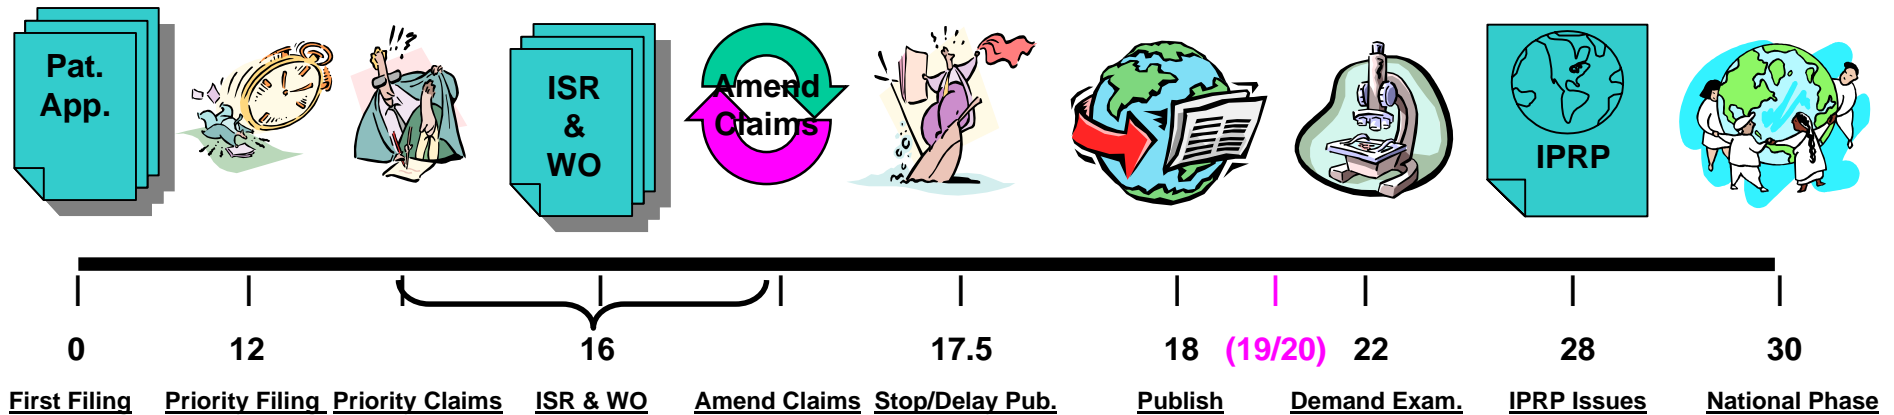 Pat.
App.
ISR
&
WO
Amend
Claims
IPRP
0 12 16 17.5 18 (19/20) 22 28 30
First Filing Priority Filing Priority Claims ISR & WO Amend Claims Stop/Delay Pub. Publish Demand Exam. IPRP Issues National Phase